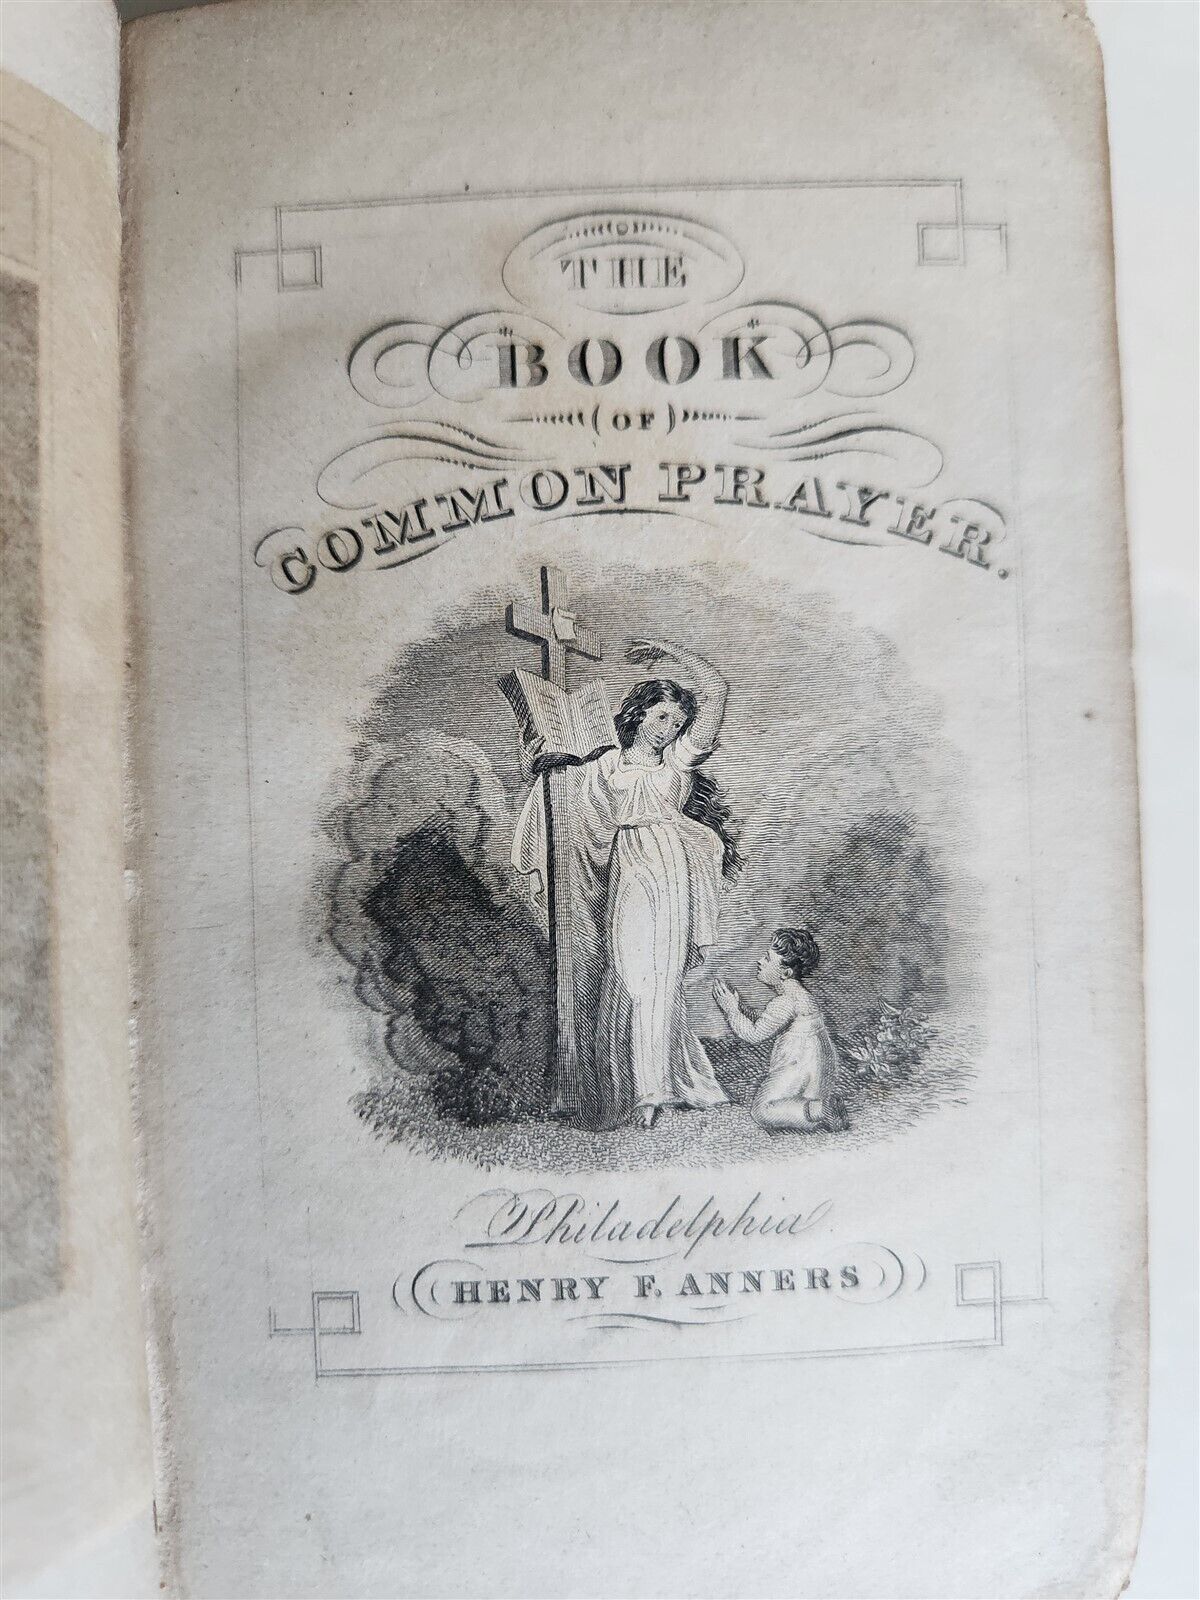 THE
BOOK
(OF)
COMMON PRAYER.
Philadelphia.
HENRY F. ANNERS